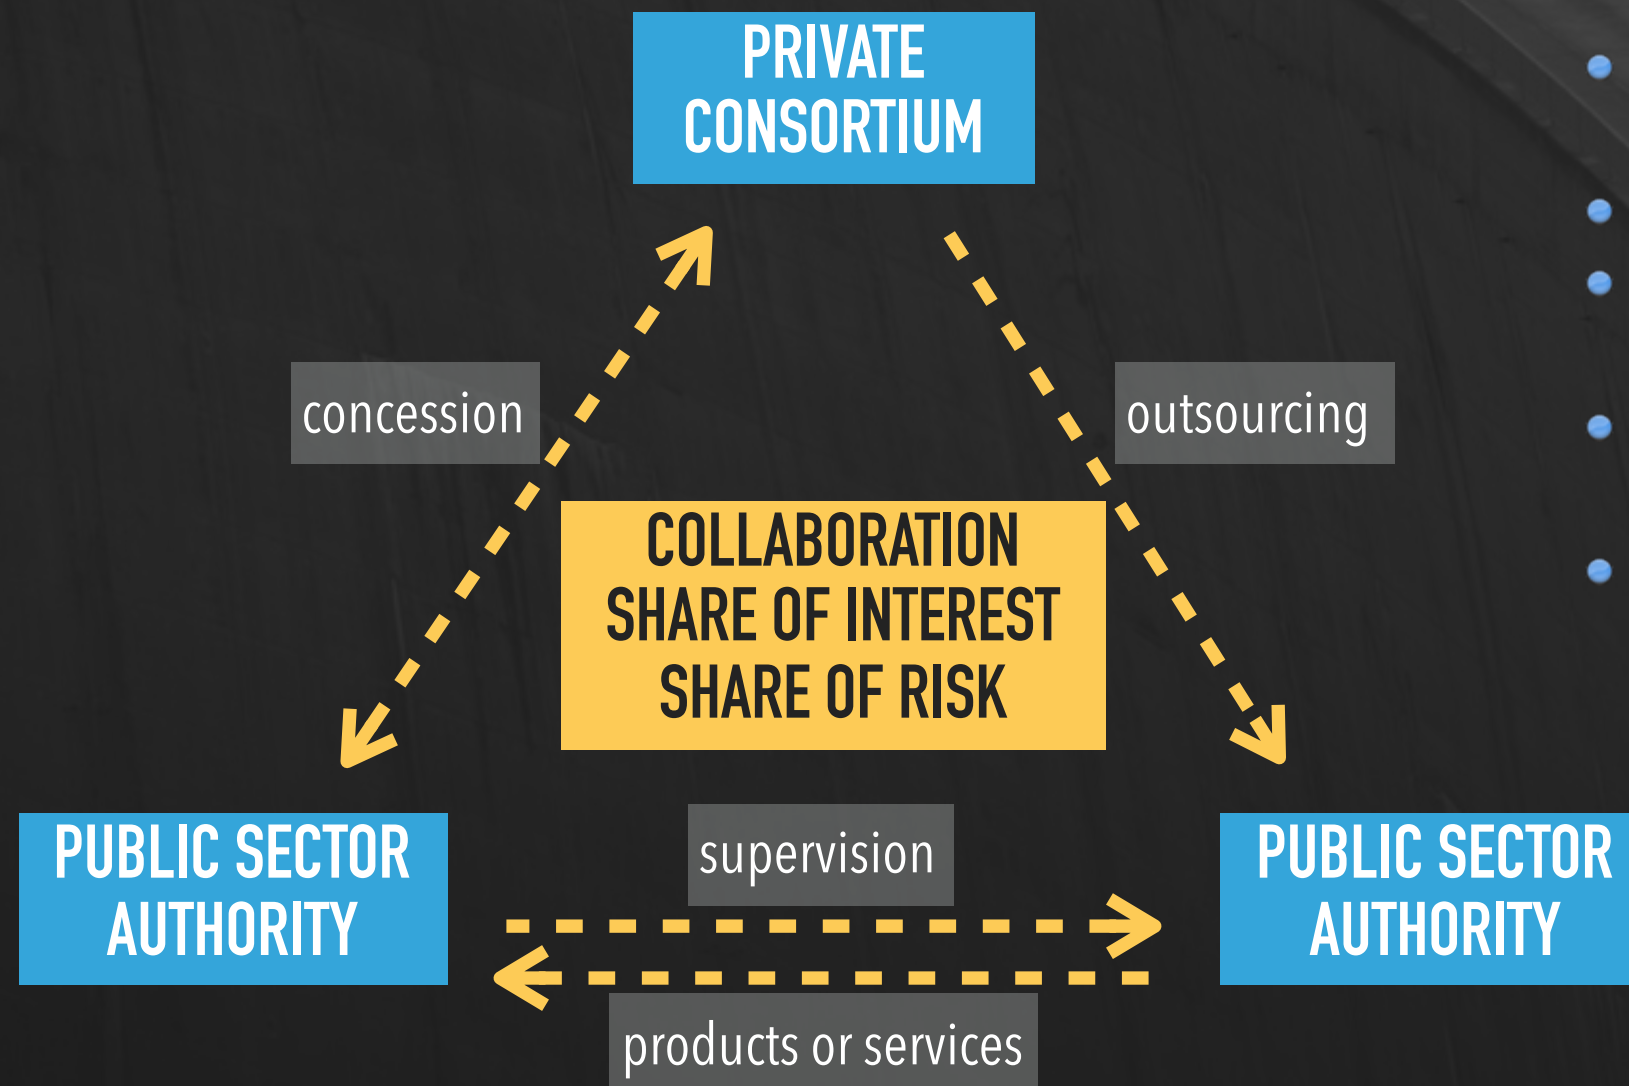 PRIVATE
CONSORTIUM
concession
outsourcing
COLLABORATION
SHARE OF INTEREST
SHARE OF RISK
PUBLIC SECTOR
AUTHORITY
supervision
PUBLIC SECTOR
AUTHORITY
products or services